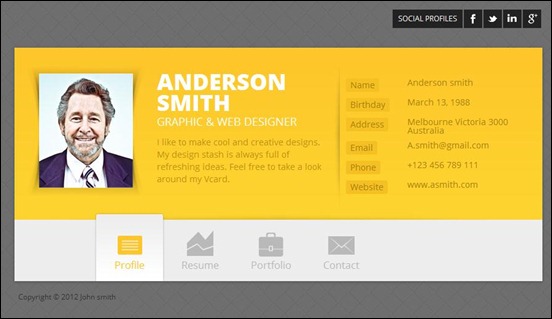 SOCIAL PROFILES f in g+
ANDERSON
SMITH
GRAPHIC & WEB DESIGNER
I like to make cool and creative designs.
My design stash is always full of
refreshing ideas. Feel free to take a look
around my Vcard.
Name Anderson smith
Birthday March 13, 1988
Address Melbourne Victoria 3000
Australia
Email A.smith@gmail.com
Phone +123 456 789 111
Website www.asmith.com
Profile Resume Portfolio Contact
Copyright © 2012 John smith